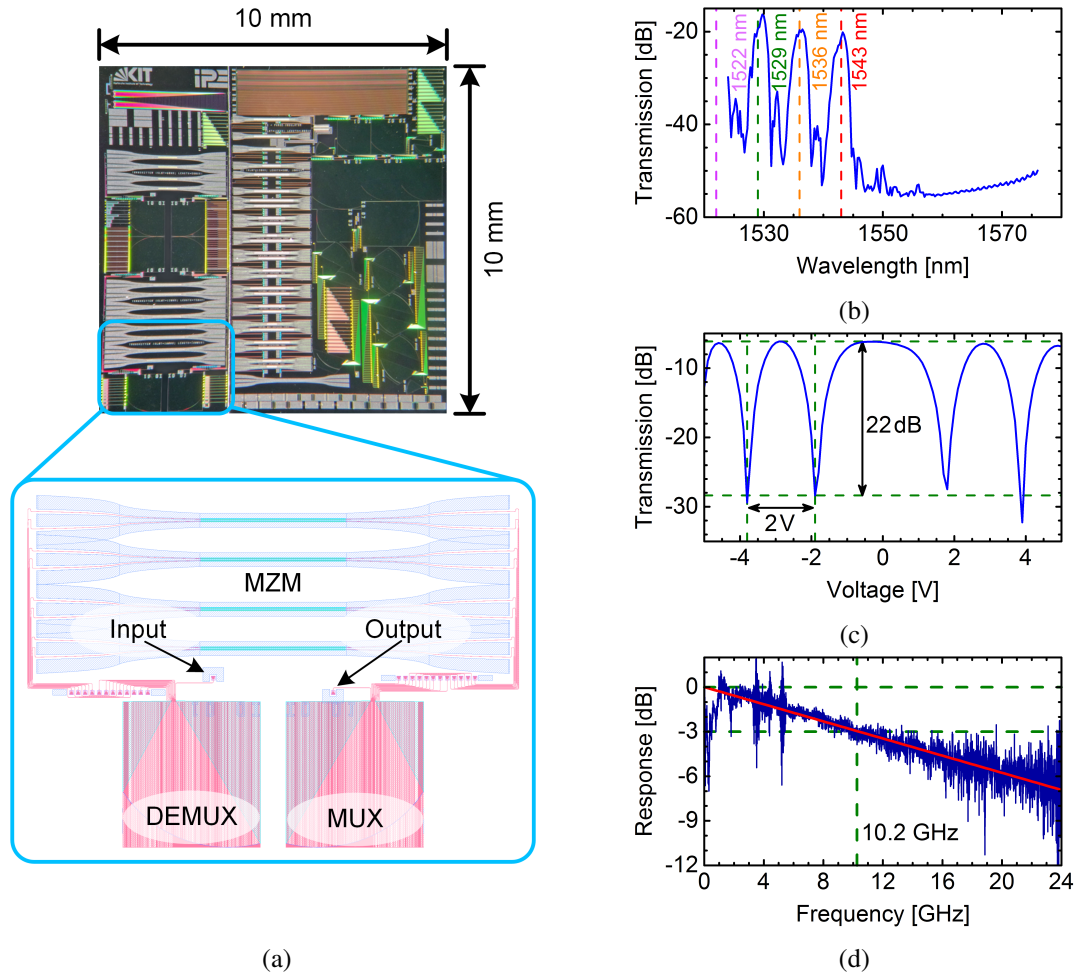 10 mm
10 mm
KIT
IPE
MZM
Input
Output
DEMUX
MUX
(a)
Transmission [dB]
-20
-40
-60
1522 nm
1529 nm
1536 nm
1543 nm
1530
1550
1570
Wavelength [nm]
(b)
Transmission [dB]
-10
-20
-30
22 dB
2 V
-4
-2
0
2
4
Voltage [V]
(c)
Response [dB]
0
-3
-6
-9
-12
10.2 GHz
0
4
8
12
16
20
24
Frequency [GHz]
(d)